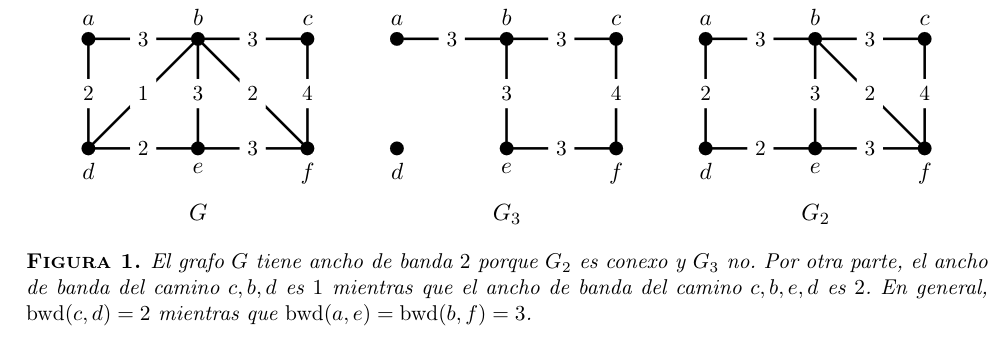 a b c a b c a b c
3 3 3 3 3 3
2 1 3 2 4 3 4 2 3 2 4
2 3 3 2 3
d e f d e f d e f
G G₃ G₂
FIGURA 1. El grafo G tiene ancho de banda 2 porque G₂ es conexo y G₃ no. Por otra parte, el ancho
de banda del camino c, b, d es 1 mientras que el ancho de banda del camino c, b, e, d es 2. En general,
bwd(c, d) = 2 mientras que bwd(a, e) = bwd(b, f) = 3.